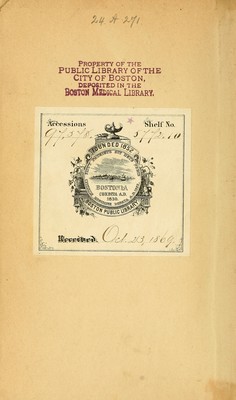 24.A.271
PROPERTY OF THE
PUBLIC LIBRARY OF THE
CITY OF BOSTON,
DEPOSITED IN THE
BOSTON MEDICAL LIBRARY.
Accessions Shelf No.
FOUNDED 1852
BOSTONIA
CONDITA A.D.
1630.
BOSTON PUBLIC LIBRARY
Received. Oct. 23, 1869